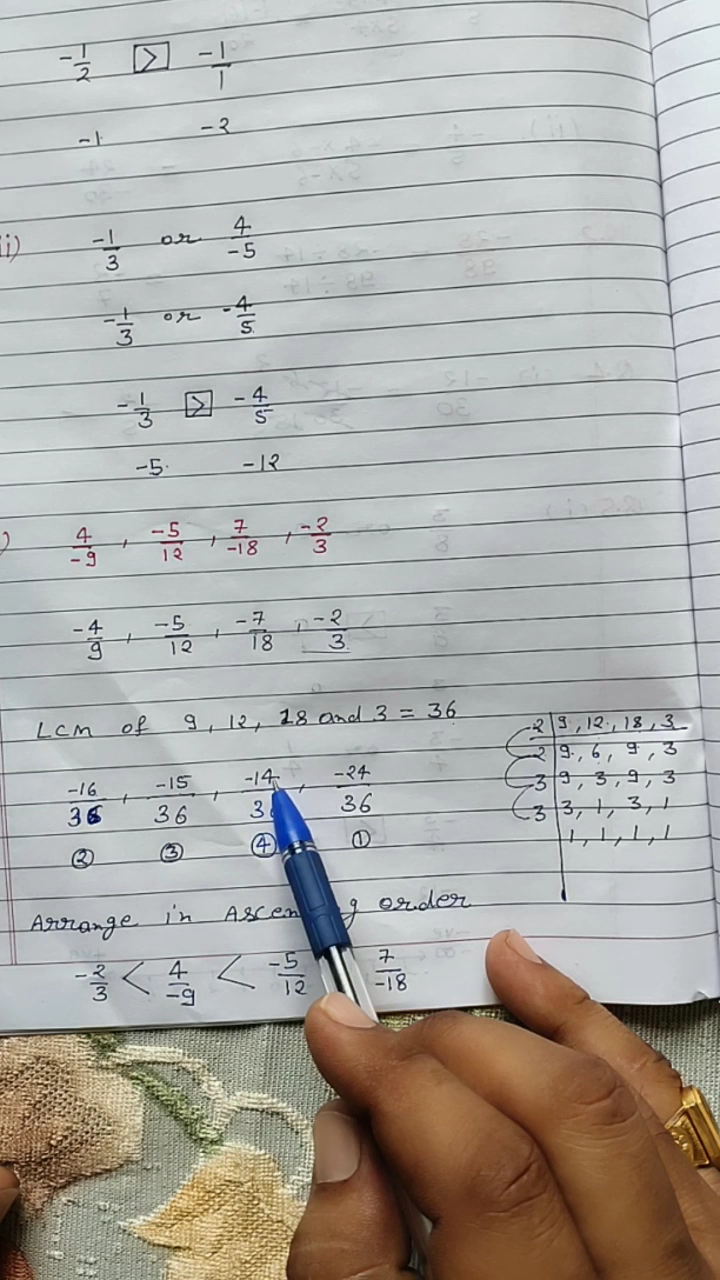 -1/2 [>] -1/1
-1 -2
ii) -1/3 or 4/-5
-1/3 or -4/5
-1/3 [>] -4/5
-5 -12
) 4/-9 , -5/12 , 7/-18 , -2/3
-4/9 , -5/12 , -7/18 , -2/3
LCM of 9, 12, 18 and 3 = 36
-16/36 , -15/36 , -14/3 , -24/36
② ③ ④ ①
2 | 9, 12, 18, 3
2 | 9, 6, 9, 3
3 | 9, 3, 9, 3
3 | 3, 1, 3, 1
1, 1, 1, 1
Arrange in order
-2/3 < 4/-9 < -5/12 7/-18